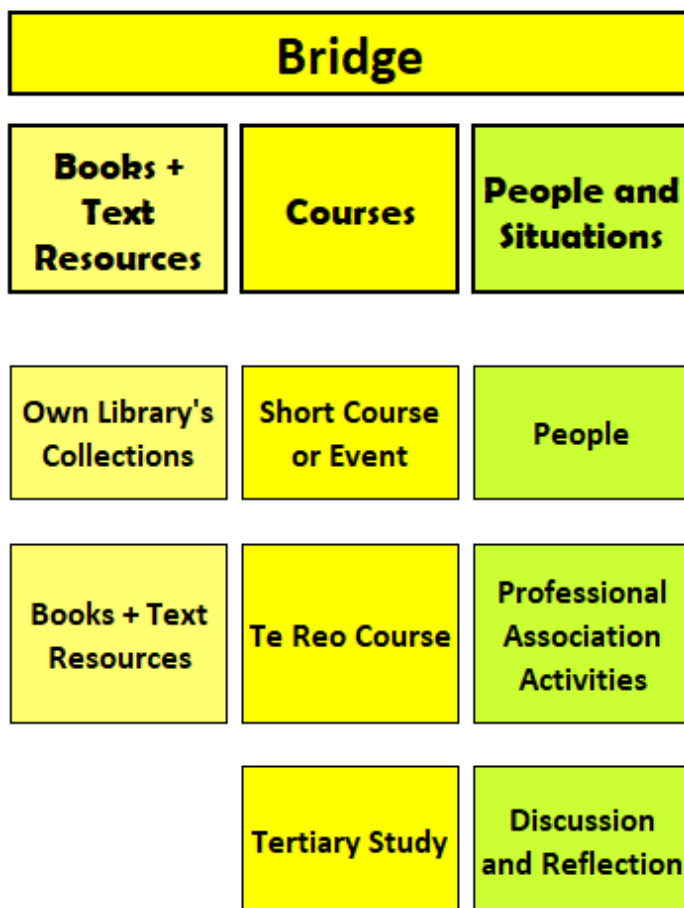 Bridge
Books +
Text
Resources
Courses
People and
Situations
Own Library's
Collections
Short Course
or Event
People
Books + Text
Resources
Te Reo Course
Professional
Association
Activities
Tertiary Study
Discussion
and Reflection